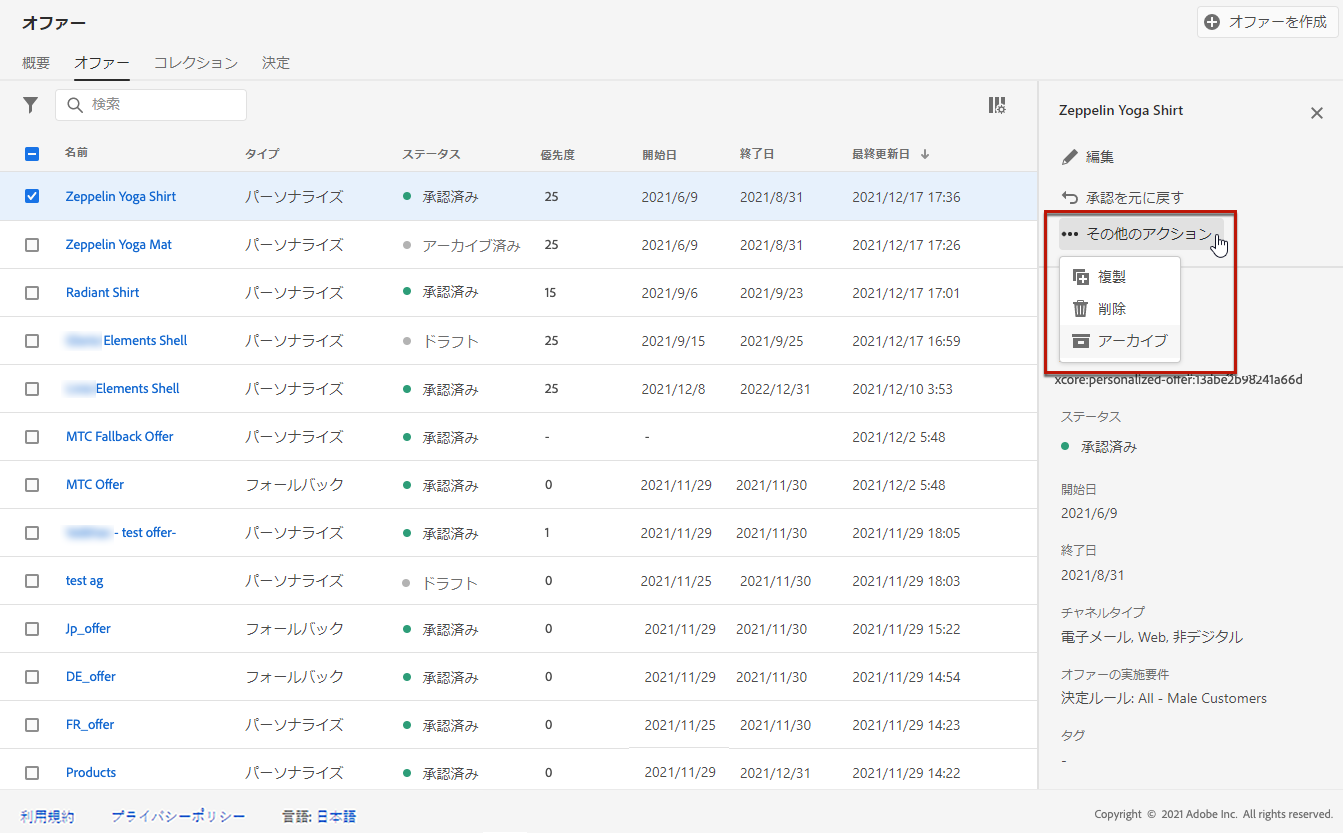 オファー
オファーを作成
概要 オファー コレクション 決定
検索
名前 タイプ ステータス 優先度 開始日 終了日 最終更新日
Zeppelin Yoga Shirt パーソナライズ 承認済み 25 2021/6/9 2021/8/31 2021/12/17 17:36
Zeppelin Yoga Mat パーソナライズ アーカイブ済み 25 2021/6/9 2021/8/31 2021/12/17 17:26
Radiant Shirt パーソナライズ 承認済み 15 2021/9/6 2021/9/23 2021/12/17 17:01
Elements Shell パーソナライズ ドラフト 25 2021/9/15 2021/9/25 2021/12/17 16:59
Elements Shell パーソナライズ 承認済み 25 2021/12/8 2022/12/31 2021/12/10 3:53
MTC Fallback Offer パーソナライズ 承認済み - - 2021/12/2 5:48
MTC Offer フォールバック 承認済み 0 2021/11/29 2021/11/30 2021/12/2 5:48
- test offer- パーソナライズ 承認済み 1 2021/11/29 2021/11/30 2021/11/29 18:05
test ag パーソナライズ ドラフト 0 2021/11/25 2021/11/30 2021/11/29 18:03
Jp_offer フォールバック 承認済み 0 2021/11/29 2021/11/30 2021/11/29 15:22
DE_offer フォールバック 承認済み 0 2021/11/29 2021/11/30 2021/11/29 14:54
FR_offer パーソナライズ 承認済み 0 2021/11/25 2021/11/30 2021/11/29 14:23
Products パーソナライズ 承認済み 0 2021/11/29 2021/12/31 2021/11/29 14:22
Zeppelin Yoga Shirt
編集
承認を元に戻す
その他のアクション
複製
削除
アーカイブ
xcore:personalized-offer:13abe2b98241a66d
ステータス
承認済み
開始日
2021/6/9
終了日
2021/8/31
チャネルタイプ
電子メール, Web, 非デジタル
オファーの実施要件
決定ルール: All - Male Customers
タグ
-
利用規約 プライバシーポリシー 言語: 日本語
Copyright © 2021 Adobe Inc. All rights reserved.